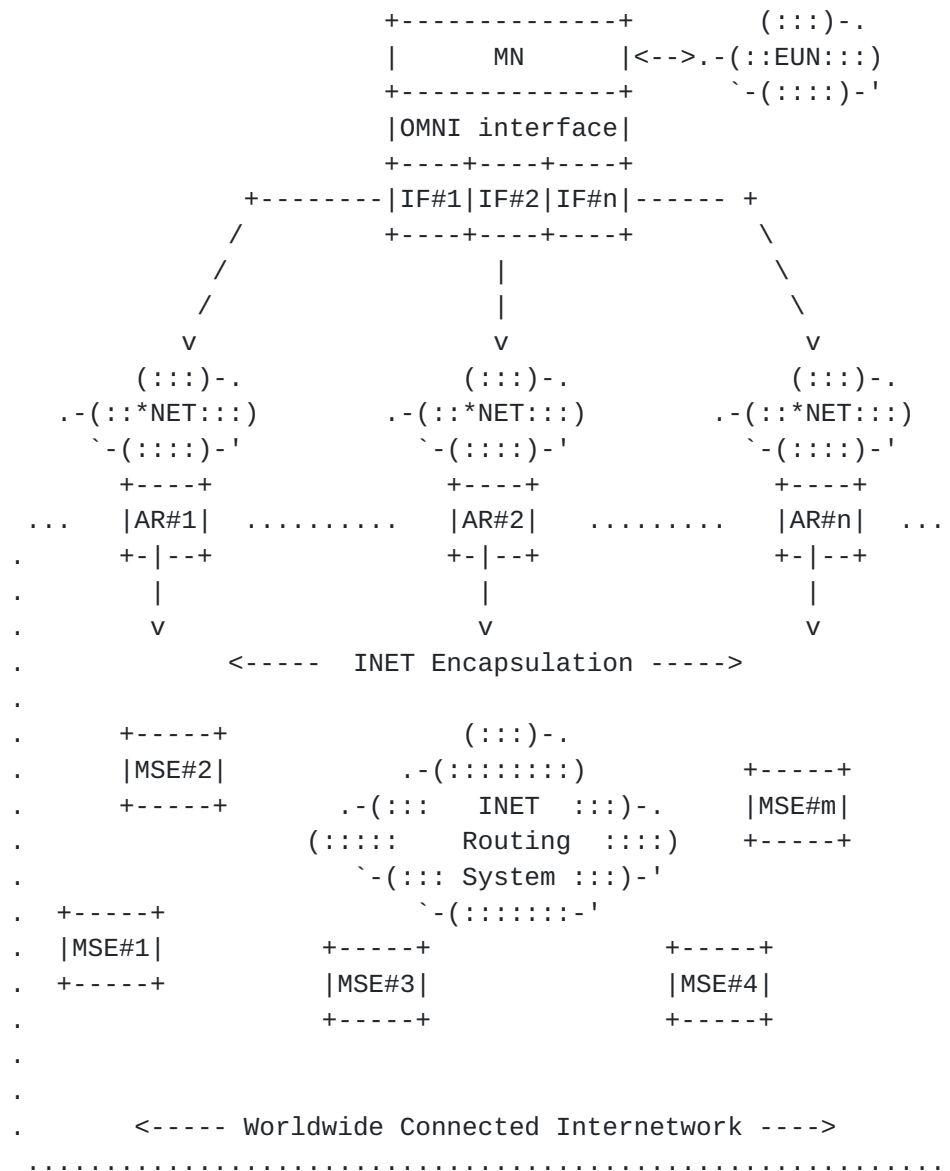 +--------------+        (:::)-.
|      MN      |<-->.-(::EUN:::)
+--------------+      `-(::::)-'
|OMNI interface|
+----+----+----+
+--------|IF#1|IF#2|IF#n|------ +
/         +----+----+----+         \
/                 |                  \
/                  |                   \
v                   v                    v
(:::)-.              (:::)-.              (:::)-.
.-(::*NET:::)        .-(::*NET:::)        .-(::*NET:::)
`-(::::)-'           `-(::::)-'           `-(::::)-'
+----+               +----+               +----+
...   |AR#1|  ..........   |AR#2|   .........   |AR#n|  ...
.      +-|--+               +-|--+               +-|--+
.        |                    |                    |
.        v                    v                    v
.             <-----  INET Encapsulation ----->
.
.      +-----+               (:::)-.
.      |MSE#2|           .-(::::::::)          +-----+
.      +-----+       .-(:::   INET  :::)-.     |MSE#m|
.                  (:::::    Routing  ::::)    +-----+
.                     `-(::: System :::)-'
.  +-----+                `-(:::::::-'
.  |MSE#1|          +-----+               +-----+
.  +-----+          |MSE#3|               |MSE#4|
.                   +-----+               +-----+
.
.
.       <----- Worldwide Connected Internetwork ---->
...........................................................